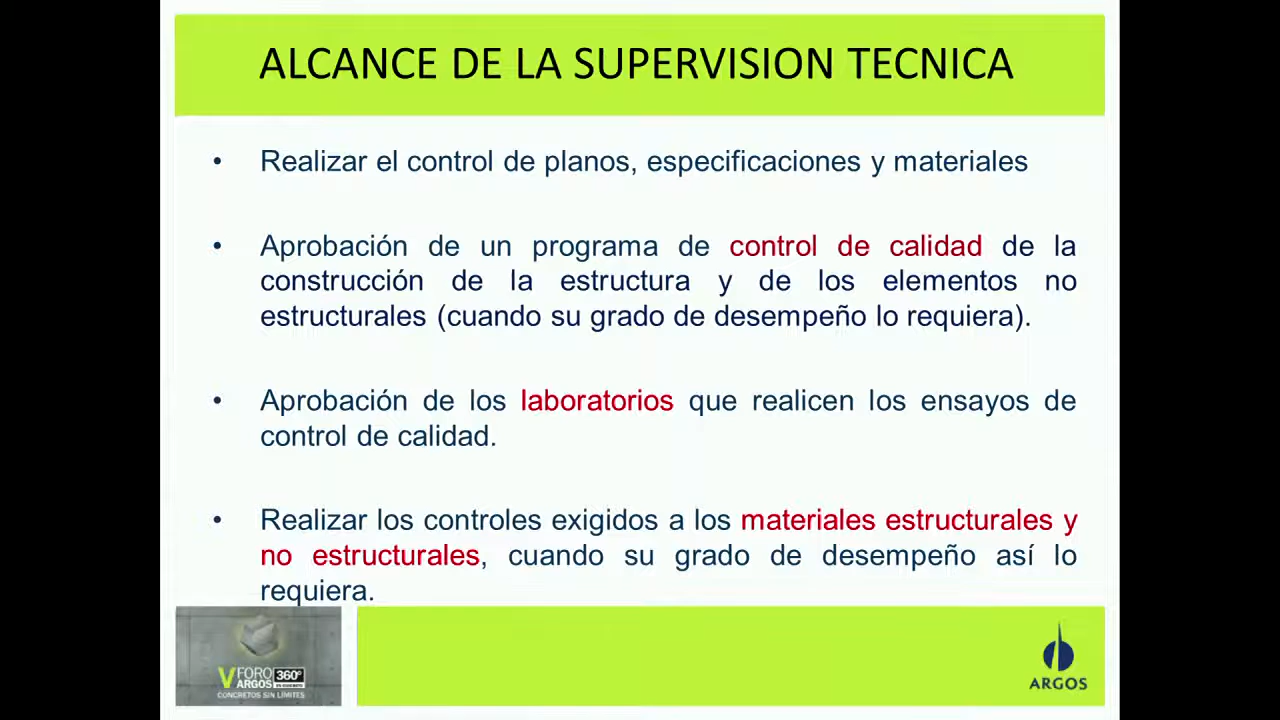 ALCANCE DE LA SUPERVISION TECNICA
• Realizar el control de planos, especificaciones y materiales
• Aprobación de un programa de control de calidad de la
construcción de la estructura y de los elementos no
estructurales (cuando su grado de desempeño lo requiera).
• Aprobación de los laboratorios que realicen los ensayos de
control de calidad.
• Realizar los controles exigidos a los materiales estructurales y
no estructurales, cuando su grado de desempeño así lo
requiera.
V FORO
ARGOS 360°
EN CONCRETO
CONCRETOS SIN LÍMITES
ARGOS